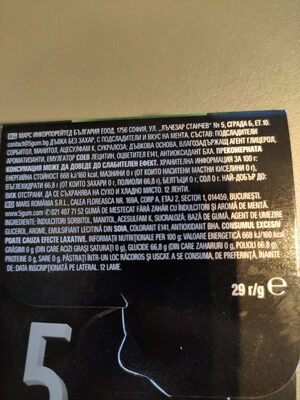 МАРС ИНКОРПОРЕЙТЕД БЪЛГАРИЯ ЕООД, 1756 СОФИЯ, УЛ. „ЛЪЧЕЗАР СТАНЧЕВ" № 5, СГРАДА Б, ЕТ.10.
contactbl@5gum.bg ДЪВКА БЕЗ ЗАХАР, С ПОДСЛАДИТЕЛИ И ВКУС НА МЕНТА. СЪСТАВ: ПОДСЛАДИТЕЛИ
СОРБИТОЛ, МАНИТОЛ, АЦЕСУЛФАМ К, СУКРАЛОЗА; ДЪВКОВА ОСНОВА, ВЛАГОЗАДЪРЖАЩ АГЕНТ ГЛИЦЕРОЛ,
АРОМАТИЗАНТИ, ЕМУЛГАТОР СОЕВ ЛЕЦИТИН, ОЦВЕТИТЕЛ Е141, АНТИОКСИДАНТ БХА. ПРЕКОМЕРНАТА
КОНСУМАЦИЯ МОЖЕ ДА ДОВЕДЕ ДО СЛАБИТЕЛЕН ЕФЕКТ. ХРАНИТЕЛНА ИНФОРМАЦИЯ ЗА 100 г:
ЕНЕРГИЙНА СТОЙНОСТ 668 kJ/160 kcal, МАЗНИНИ 0 г (ОТ КОИТО НАСИТЕНИ МАСТНИ КИСЕЛИНИ 0 г),
ВЪГЛЕХИДРАТИ 66,8 г (ОТ КОИТО ЗАХАРИ 0 г, ПОЛИОЛИ 66,8 г), БЕЛТЪЦИ 0 г, СОЛ 0 г. НАЙ-ДОБЪР ДО:
ВИЖ ОТСТРАНИ. ДА СЕ СЪХРАНЯВА НА СУХО И ХЛАДНО МЯСТО. 12 ЛЕНТИ.
MARS ROMÂNIA S.R.L., CALEA FLOREASCA NR. 169A, CORP A, ETAJ 2, SECTOR 1, 014459, BUCUREȘTI,
www.5gum.ro (021) 407 71 52 GUMĂ DE MESTECAT FĂRĂ ZAHĂR CU ÎNDULCITORI ȘI AROMĂ DE MENTĂ.
INGREDIENTE: ÎNDULCITORI SORBITOL, MANITOL, ACESULFAM K, SUCRALOZĂ, BAZĂ DE GUMĂ, AGENT DE UMEZIRE
GLICEROL, AROME, EMULSIFIANT LECITINĂ DIN SOIA, COLORANT E141, ANTIOXIDANT BHA. CONSUMUL EXCESIV
POATE CAUZA EFECTE LAXATIVE. INFORMAȚII NUTRIȚIONALE PER 100 g: VALOARE ENERGETICĂ 668 kJ/160 kcal,
GRĂSIMI 0 g (DIN CARE ACIZI GRAȘI SATURAȚI 0 g), GLUCIDE 66,8 g (DIN CARE ZAHARURI 0 g, POLIOLI 66,8 g),
PROTEINE 0 g, SARE 0 g. PĂSTRAȚI ÎNTR-UN LOC RĂCOROS ȘI USCAT. A SE CONSUMA, DE PREFERINȚĂ, ÎNAINTE
DE: DATA INSCRIPȚIONATĂ PE LATERAL. 12 LAME.
29 г/g e
5